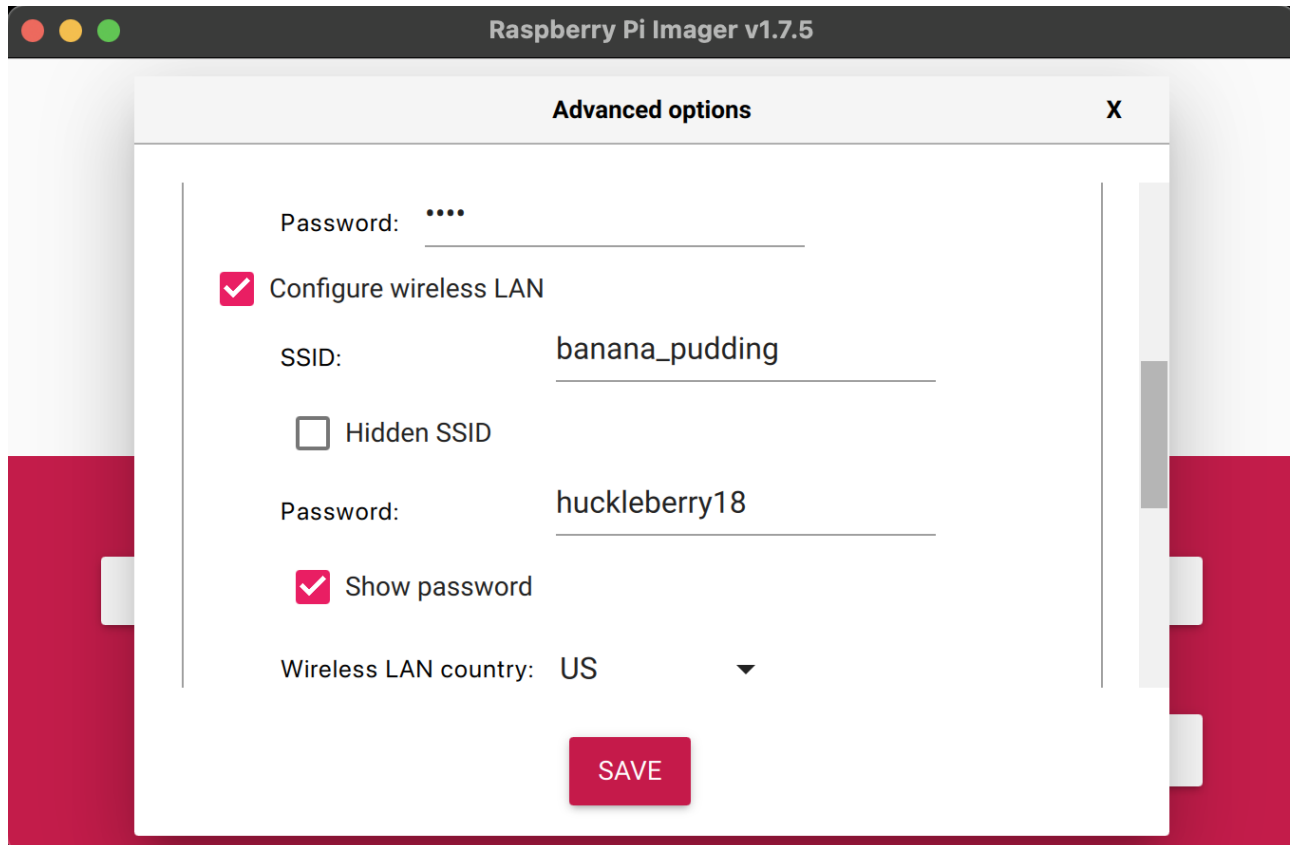 Raspberry Pi Imager v1.7.5
Advanced options X
Password: ••••
Configure wireless LAN
SSID: banana_pudding
Hidden SSID
Password: huckleberry18
Show password
Wireless LAN country: US
SAVE